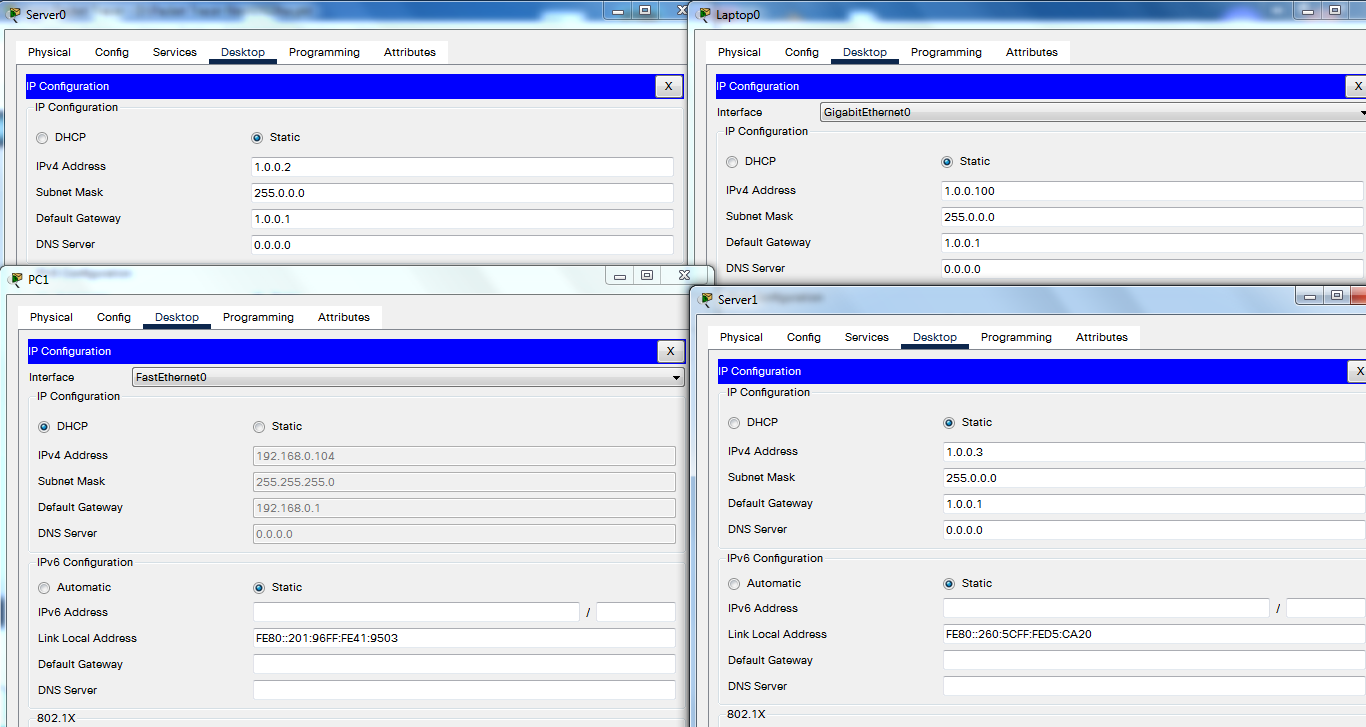 Server0
Physical Config Services Desktop Programming Attributes
IP Configuration X
IP Configuration
DHCP Static
IPv4 Address 1.0.0.2
Subnet Mask 255.0.0.0
Default Gateway 1.0.0.1
DNS Server 0.0.0.0
Laptop0
Physical Config Desktop Programming Attributes
IP Configuration X
Interface GigabitEthernet0
IP Configuration
DHCP Static
IPv4 Address 1.0.0.100
Subnet Mask 255.0.0.0
Default Gateway 1.0.0.1
DNS Server 0.0.0.0
PC1
Physical Config Desktop Programming Attributes
IP Configuration X
Interface FastEthernet0
IP Configuration
DHCP Static
IPv4 Address 192.168.0.104
Subnet Mask 255.255.255.0
Default Gateway 192.168.0.1
DNS Server 0.0.0.0
IPv6 Configuration
Automatic Static
IPv6 Address /
Link Local Address FE80::201:96FF:FE41:9503
Default Gateway
DNS Server
802.1X
Server1
Physical Config Services Desktop Programming Attributes
IP Configuration X
IP Configuration
DHCP Static
IPv4 Address 1.0.0.3
Subnet Mask 255.0.0.0
Default Gateway 1.0.0.1
DNS Server 0.0.0.0
IPv6 Configuration
Automatic Static
IPv6 Address /
Link Local Address FE80::260:5CFF:FED5:CA20
Default Gateway
DNS Server
802.1X